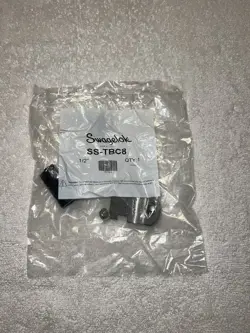 Swagelok
SS-TBC8
1/2" QTY: 1